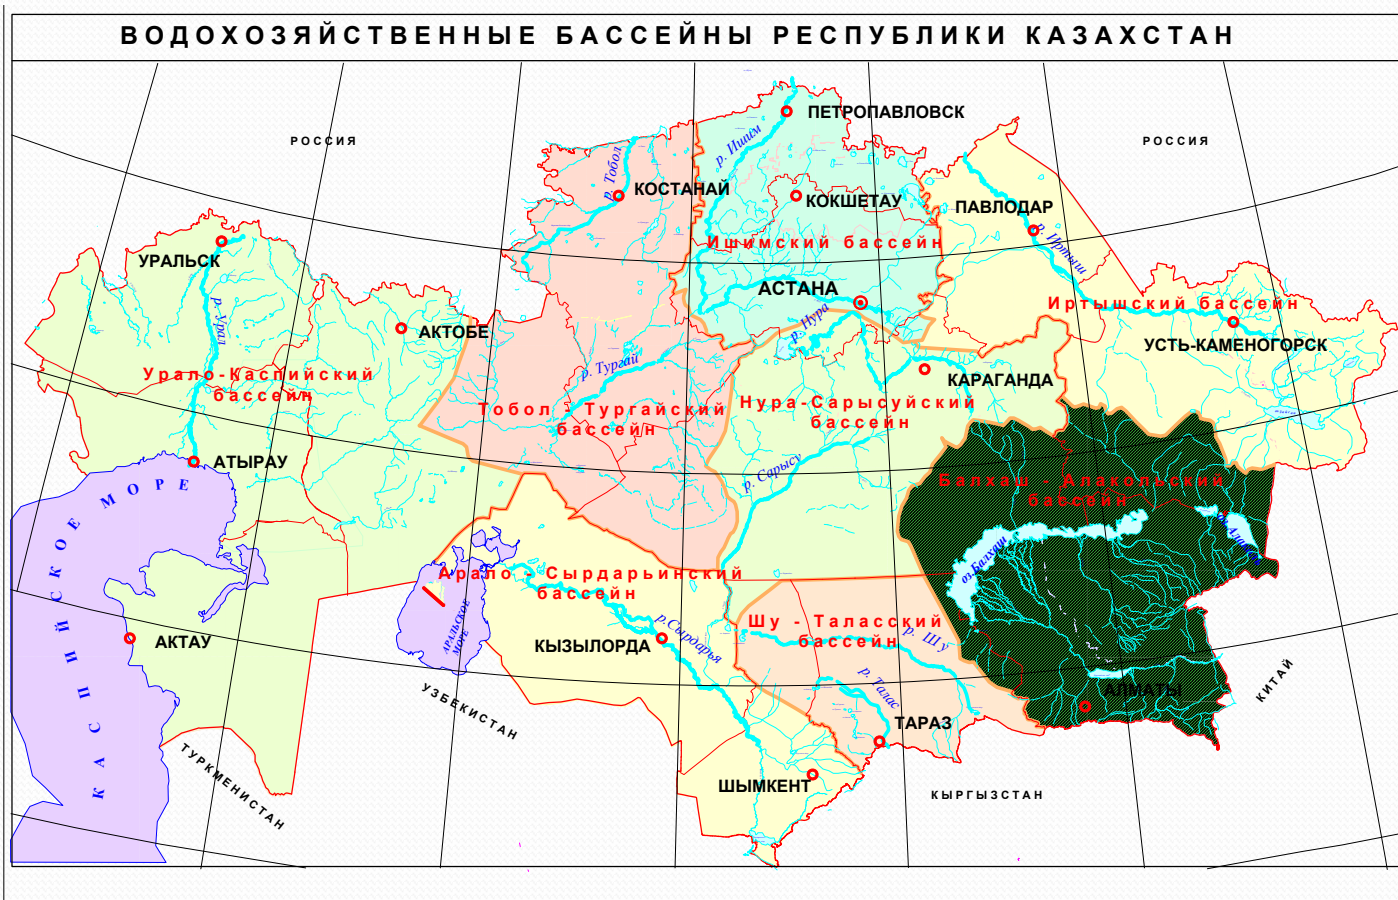 ВОДОХОЗЯЙСТВЕННЫЕ БАССЕЙНЫ РЕСПУБЛИКИ КАЗАХСТАН
РОССИЯ
РОССИЯ
ПЕТРОПАВЛОВСК
р. Ишим
р. Тобол
КОСТАНАЙ
КОКШЕТАУ
ПАВЛОДАР
р. Иртыш
УРАЛЬСК
Ишимский бассейн
АСТАНА
Иртышский бассейн
р. Урал
АКТОБЕ
р. Нура
УСТЬ-КАМЕНОГОРСК
Урало-Каспийский
бассейн
р. Тургай
КАРАГАНДА
Тобол - Тургайский
бассейн
Нура-Сарысуйский
бассейн
АТЫРАУ
р. Сарысу
Балхаш - Алакольский
бассейн
КАСПИЙСКОЕ МОРЕ
оз.Балхаш
Арало - Сырдарьинский
бассейн
АРАЛЬСКОЕ
МОРЕ
АКТАУ
КЫЗЫЛОРДА
р.Сырдарья
Шу - Таласский
бассейн
р. Шу
р. Талас
АЛМАТЫ
КИТАЙ
УЗБЕКИСТАН
ТАРАЗ
ТУРКМЕНИСТАН
ШЫМКЕНТ
КЫРГЫЗСТАН